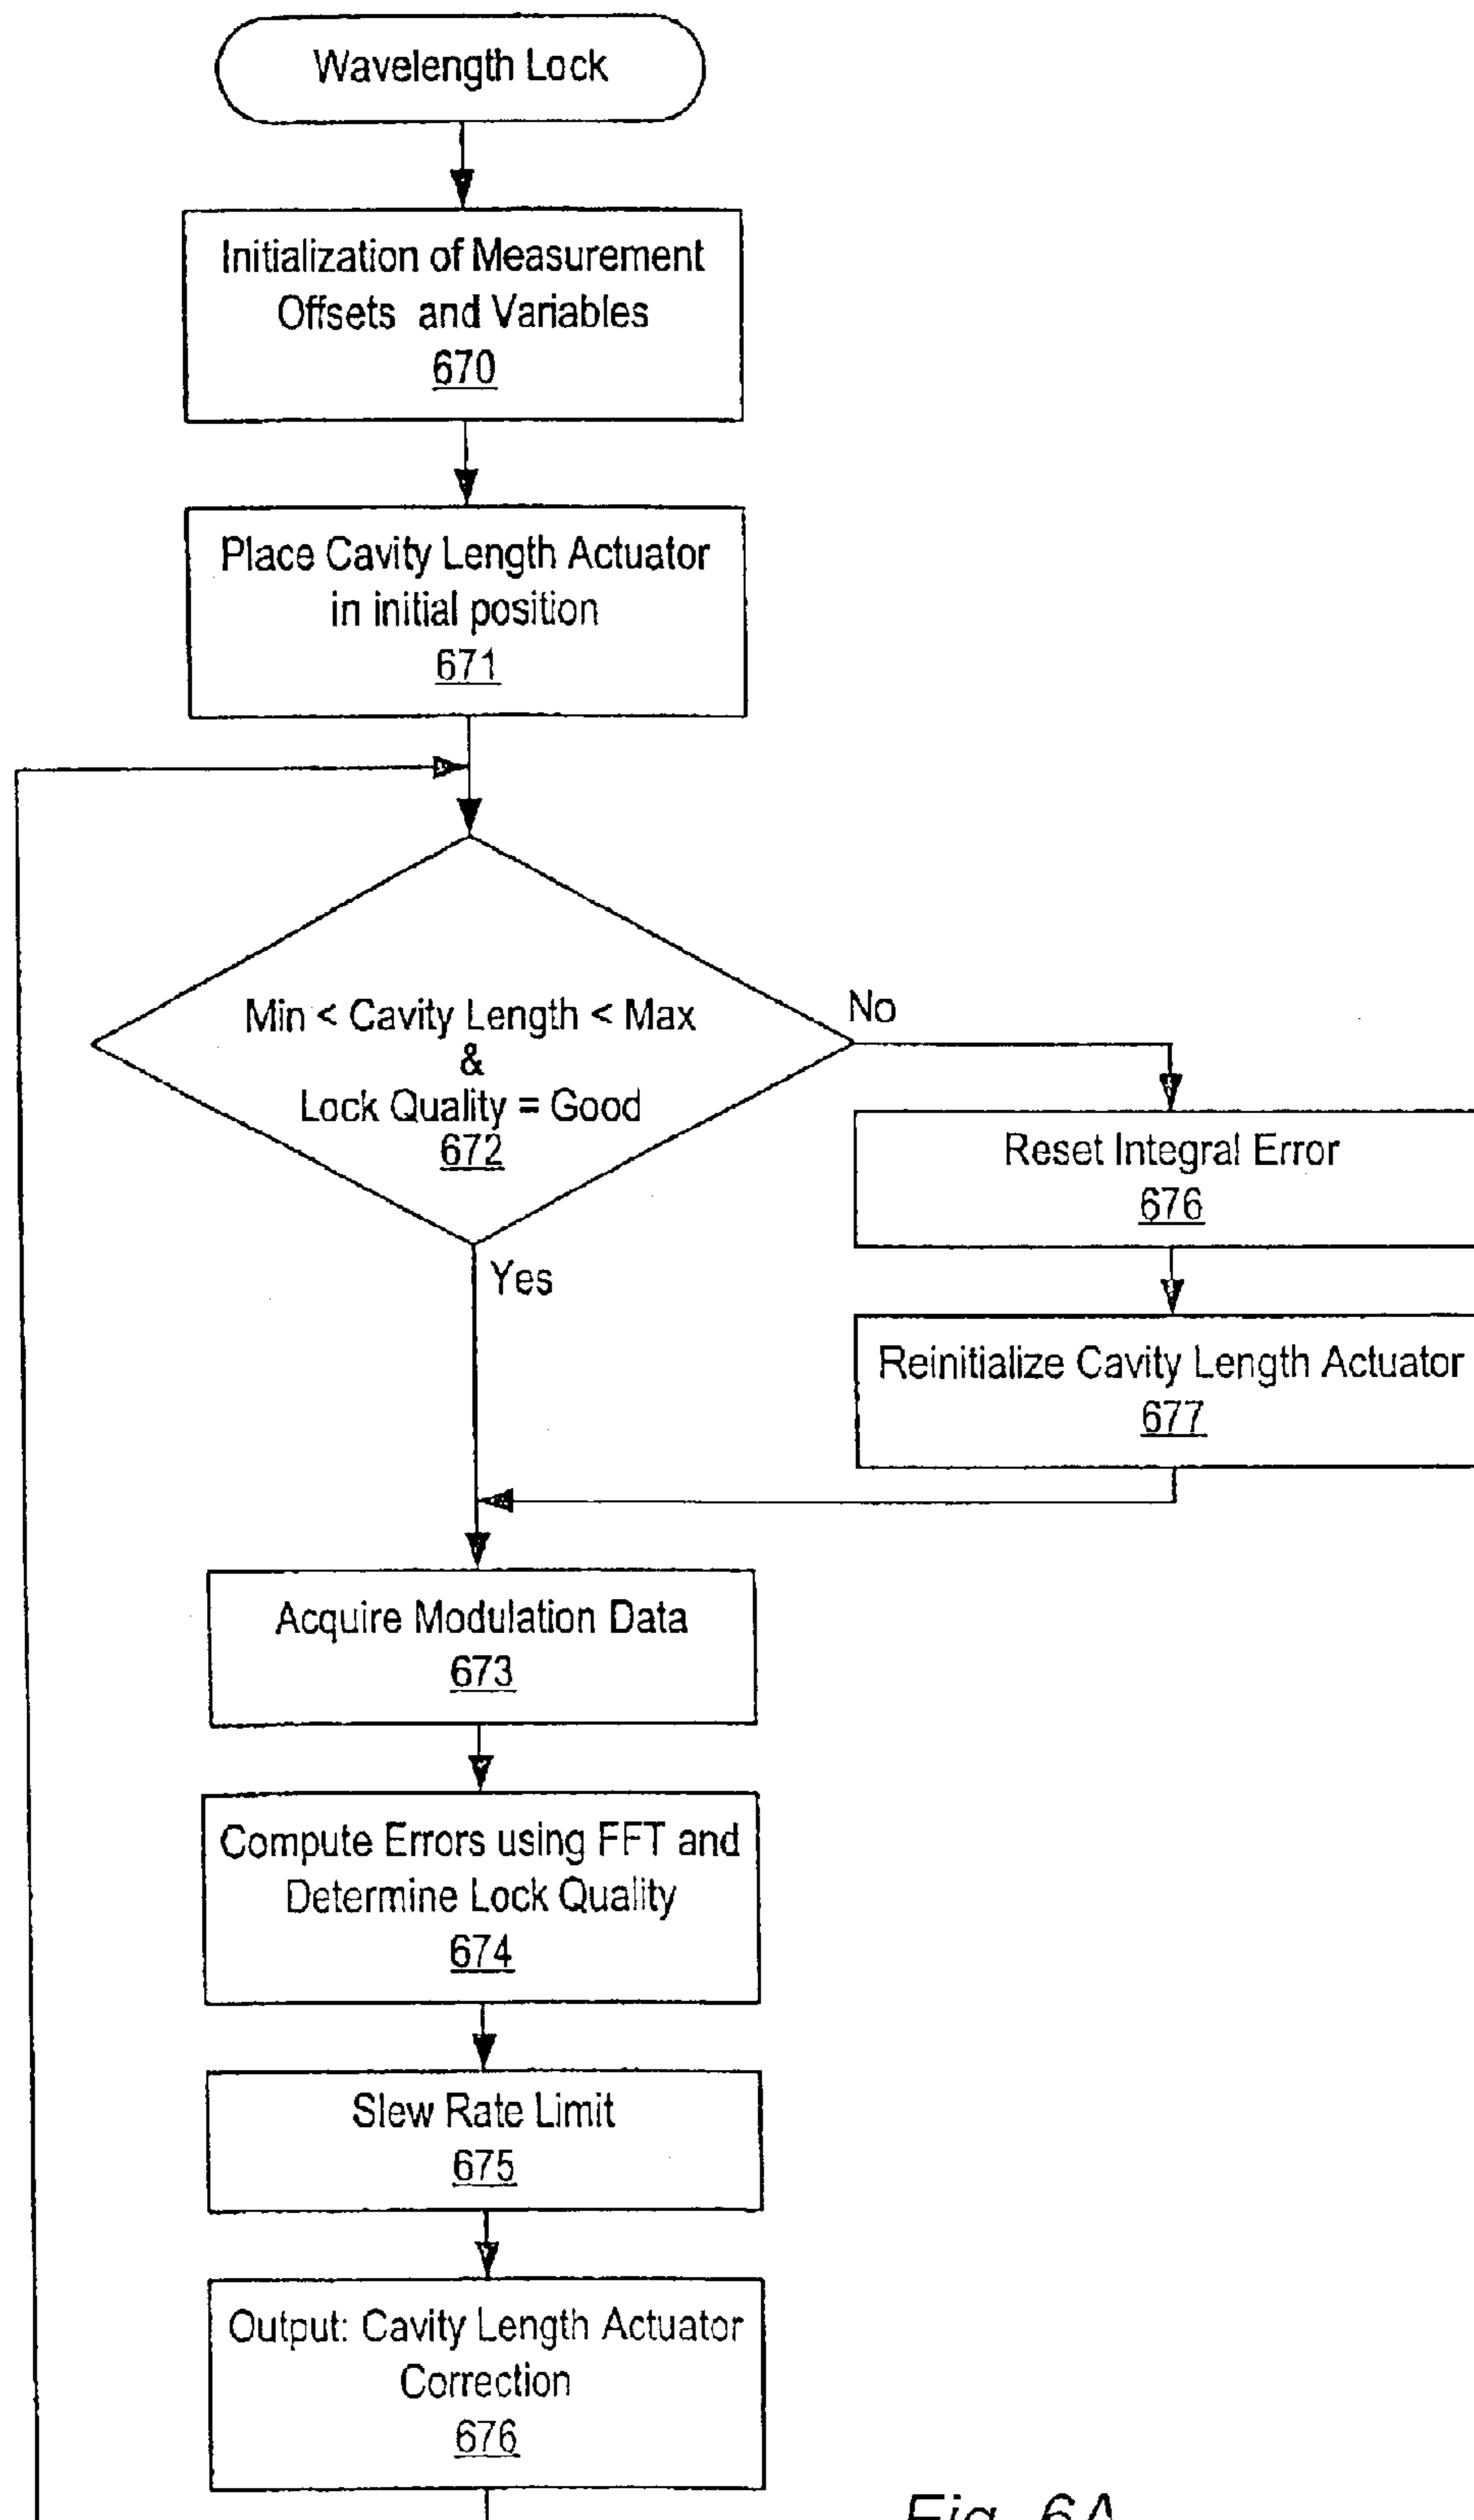 Wavelength Lock
Initialization of Measurement
Offsets and Variables
670
Place Cavity Length Actuator
in initial position
671
Min < Cavity Length < Max
&
Lock Quality = Good
672
No
Yes
Reset Integral Error
676
Reinitialize Cavity Length Actuator
677
Acquire Modulation Data
673
Compute Errors using FFT and
Determine Lock Quality
674
Slew Rate Limit
675
Output: Cavity Length Actuator
Correction
676
Fig. 6A